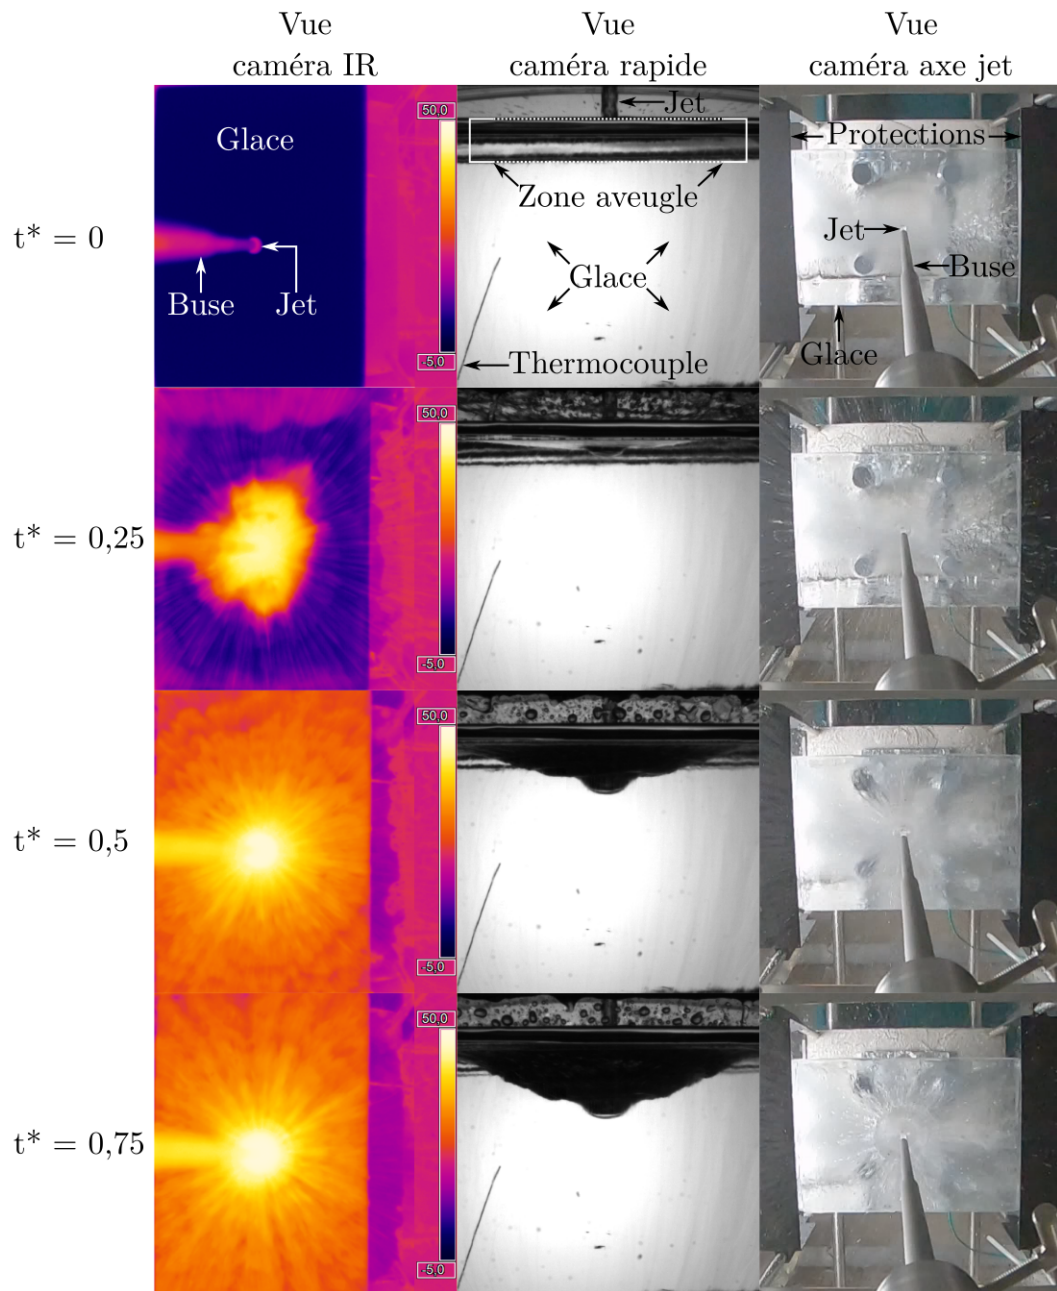 Vue
caméra IR
Vue
caméra rapide
Vue
caméra axe jet
t* = 0
Glace
Buse
Jet
50,0
-5,0
Jet
Zone aveugle
Glace
Thermocouple
Protections
Jet
Buse
Glace
t* = 0,25
50,0
-5,0
t* = 0,5
50,0
-5,0
t* = 0,75
50,0
-5,0